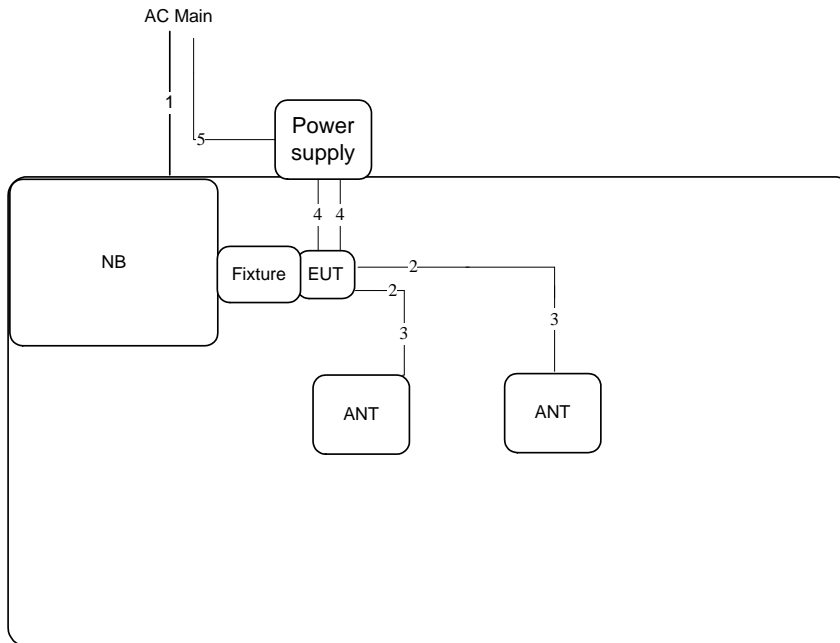 AC Main
1
5
Power
supply
4 4
NB
Fixture
EUT
2
2
3
3
ANT
ANT